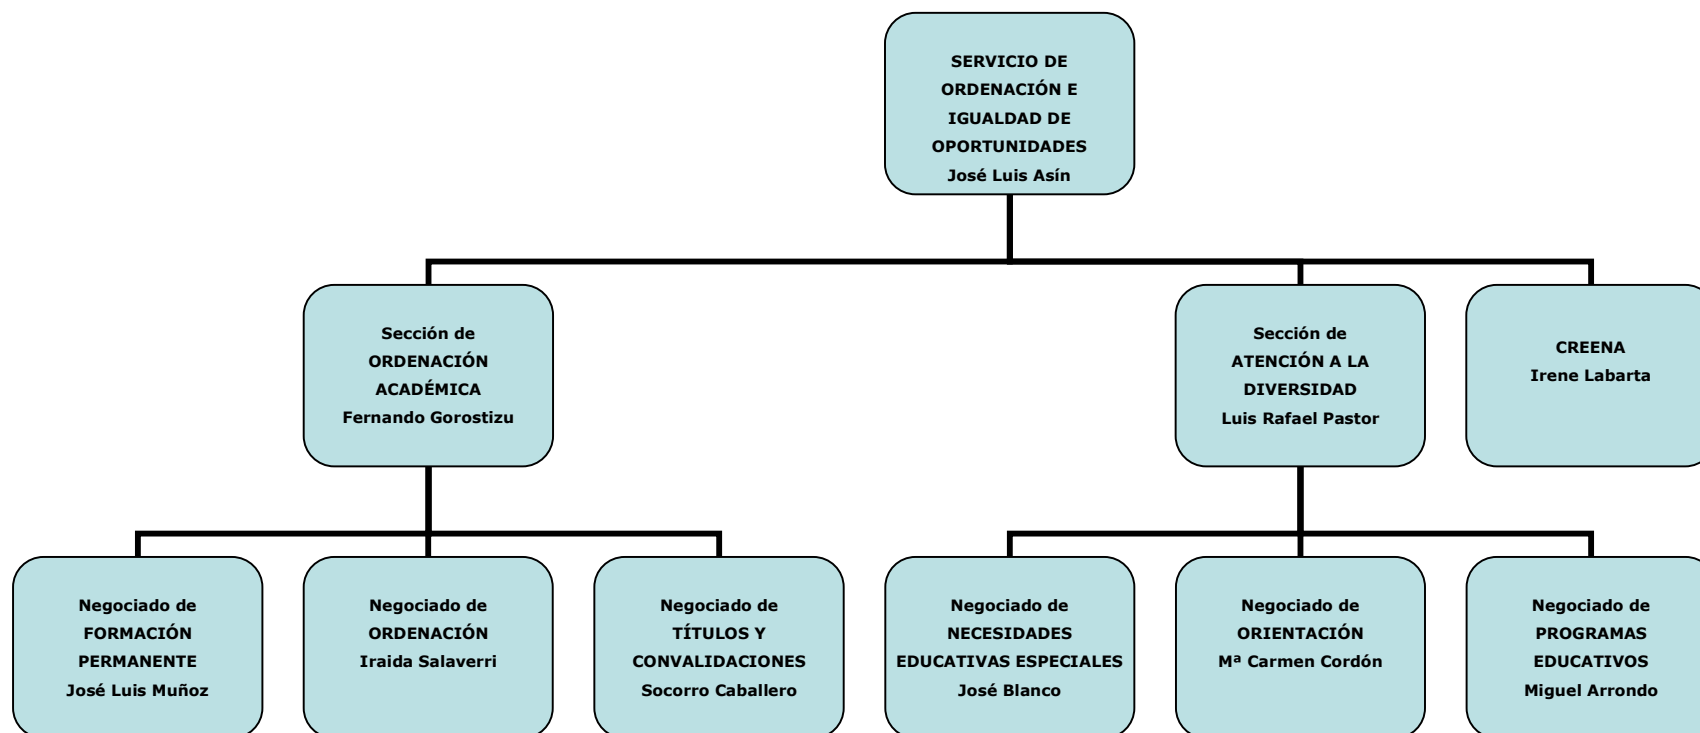 SERVICIO DE
ORDENACIÓN E
IGUALDAD DE
OPORTUNIDADES
José Luis Asín
Sección de
ORDENACIÓN
ACADÉMICA
Fernando Gorostizu
Sección de
ATENCIÓN A LA
DIVERSIDAD
Luis Rafael Pastor
CREENA
Irene Labarta
Negociado de
FORMACIÓN
PERMANENTE
José Luis Muñoz
Negociado de
ORDENACIÓN
Iraida Salaverri
Negociado de
TÍTULOS Y
CONVALIDACIONES
Socorro Caballero
Negociado de
NECESIDADES
EDUCATIVAS ESPECIALES
José Blanco
Negociado de
ORIENTACIÓN
Mª Carmen Cordón
Negociado de
PROGRAMAS
EDUCATIVOS
Miguel Arrondo